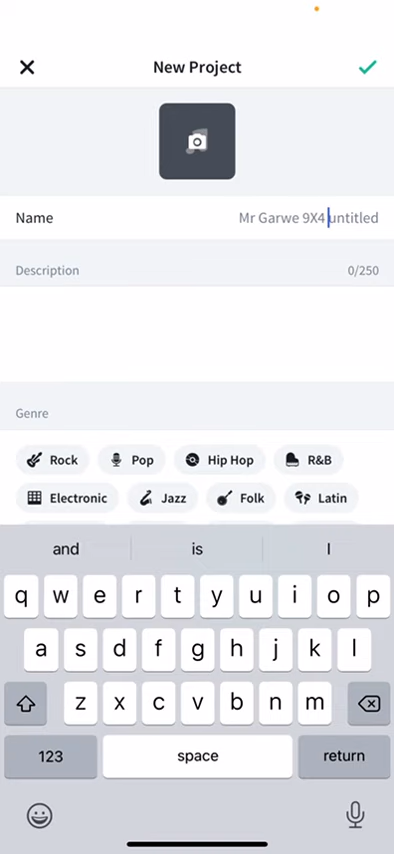 New Project
Name Mr Garwe 9X4 untitled
Description 0/250
Genre
Rock Pop Hip Hop R&B
Electronic Jazz Folk Latin
and is I
q w e r t y u i o p
a s d f g h j k l
z x c v b n m
123 space return